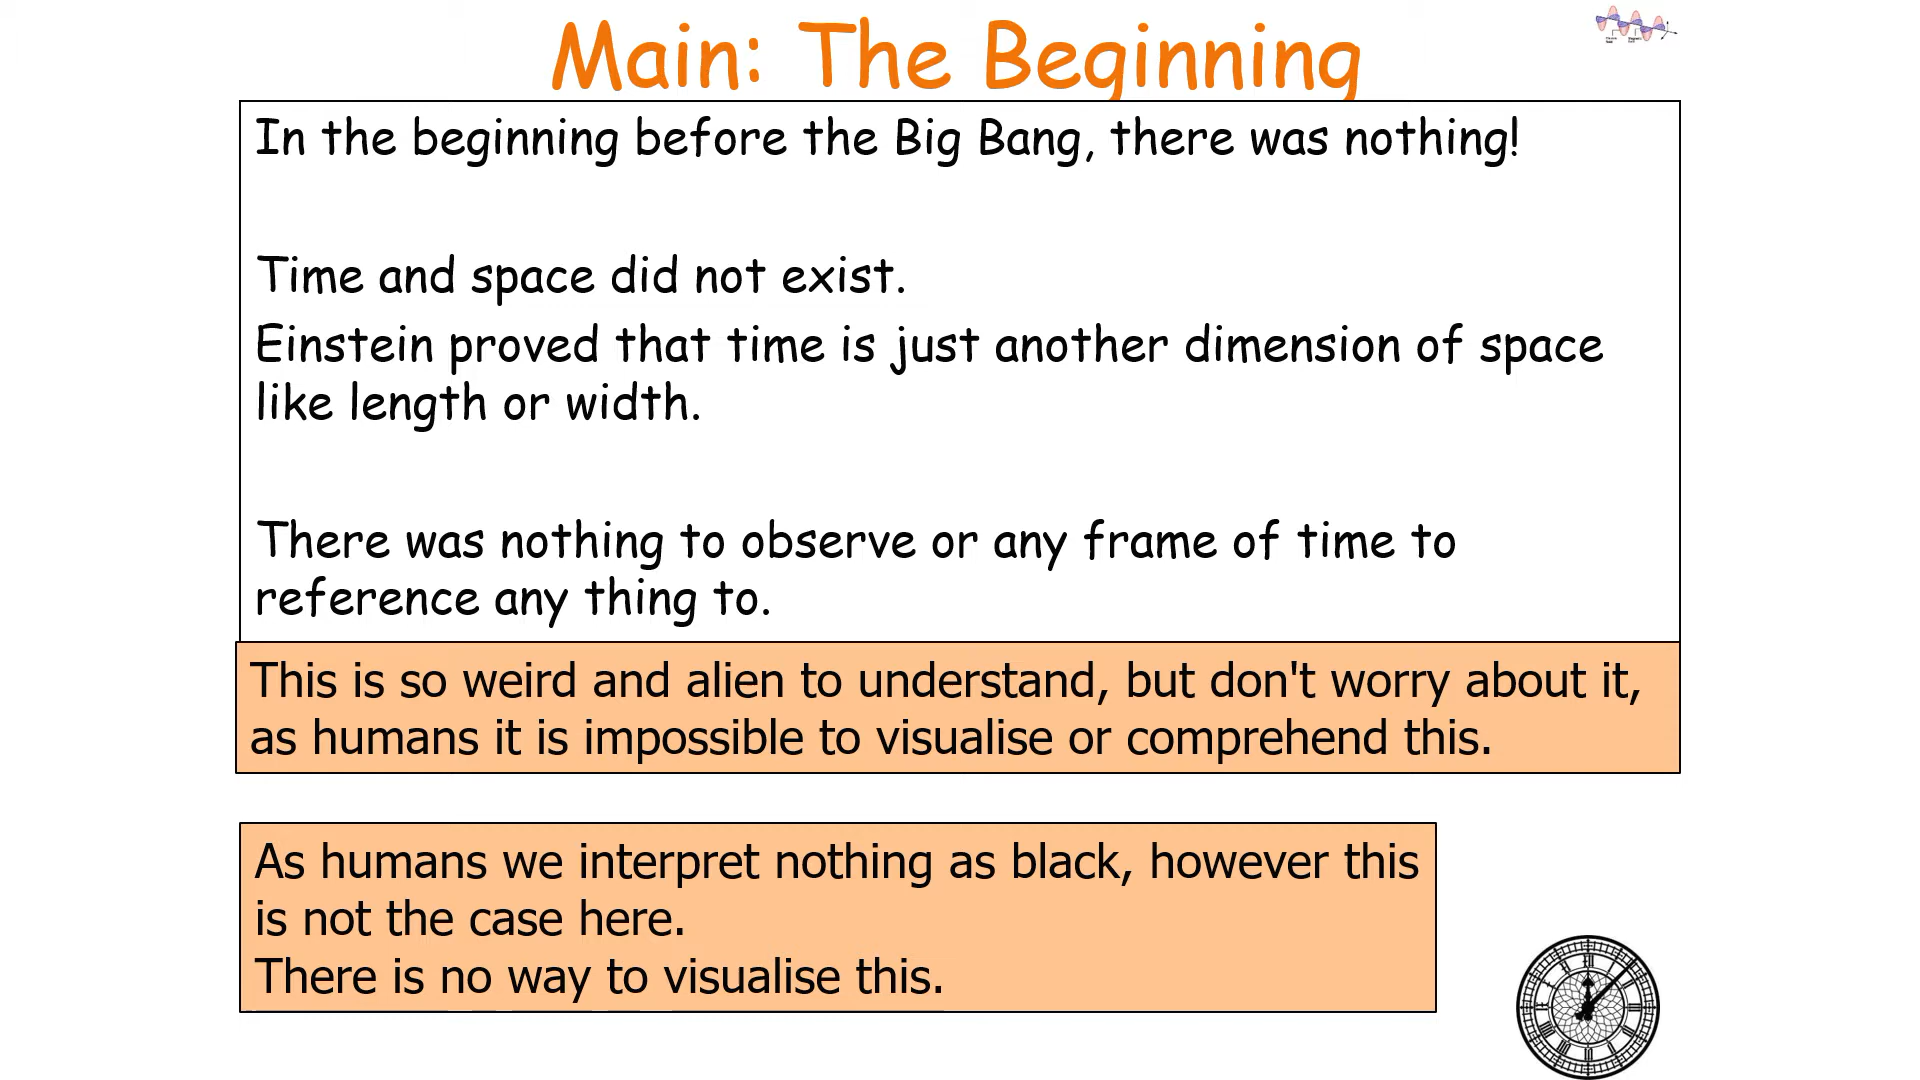 Main: The Beginning
In the beginning before the Big Bang, there was nothing!
Time and space did not exist.
Einstein proved that time is just another dimension of space
like length or width.
There was nothing to observe or any frame of time to
reference any thing to.
This is so weird and alien to understand, but don't worry about it,
as humans it is impossible to visualise or comprehend this.
As humans we interpret nothing as black, however this
is not the case here.
There is no way to visualise this.